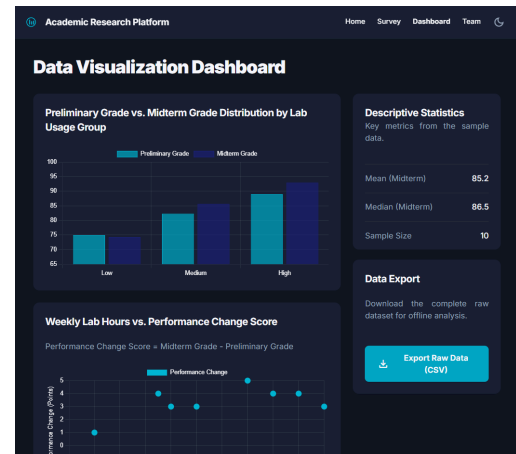 Academic Research Platform
Home Survey Dashboard Team
Data Visualization Dashboard
Preliminary Grade vs. Midterm Grade Distribution by Lab
Usage Group
Preliminary Grade Midterm Grade
100
95
90
85
80
75
70
65
Low Medium High
Weekly Lab Hours vs. Performance Change Score
Performance Change Score = Midterm Grade - Preliminary Grade
Performance Change
5
4
3
2
1
0
Performance Change (Points)
Descriptive Statistics
Key metrics from the sample
data.
Mean (Midterm) 85.2
Median (Midterm) 86.5
Sample Size 10
Data Export
Download the complete raw
dataset for offline analysis.
Export Raw Data
(CSV)